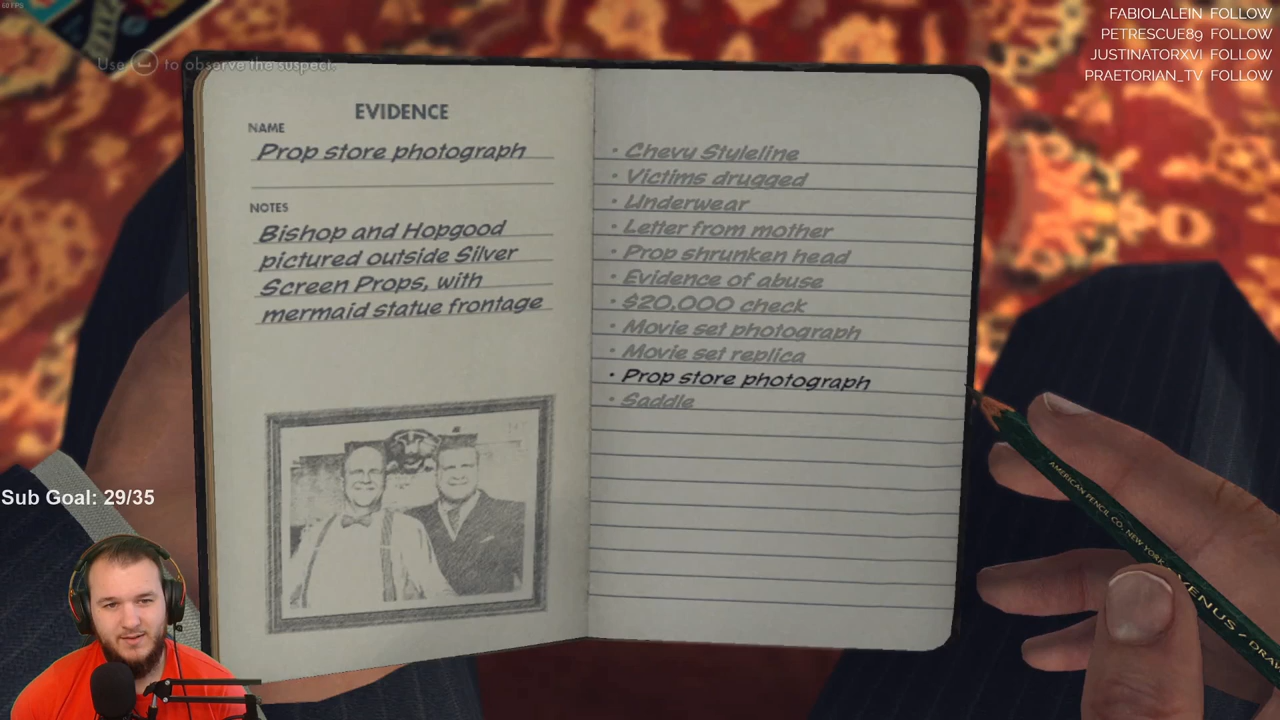 60 FPS
FABIOLALEIN FOLLOW
PETRESCUE89 FOLLOW
JUSTINATORXVI FOLLOW
PRAETORIAN_TV FOLLOW
Use to observe the suspect.
EVIDENCE
NAME
Prop store photograph
NOTES
Bishop and Hopgood
pictured outside Silver
Screen Props, with
mermaid statue frontage
• Chevy Styleline
• Victims drugged
• Underwear
• Letter from mother
• Prop shrunken head
• Evidence of abuse
• $20,000 check
• Movie set photograph
• Movie set replica
• Prop store photograph
• Saddle
Sub Goal: 29/35
AMERICAN PENCIL CO. NEW YORK VENUS / DRAW